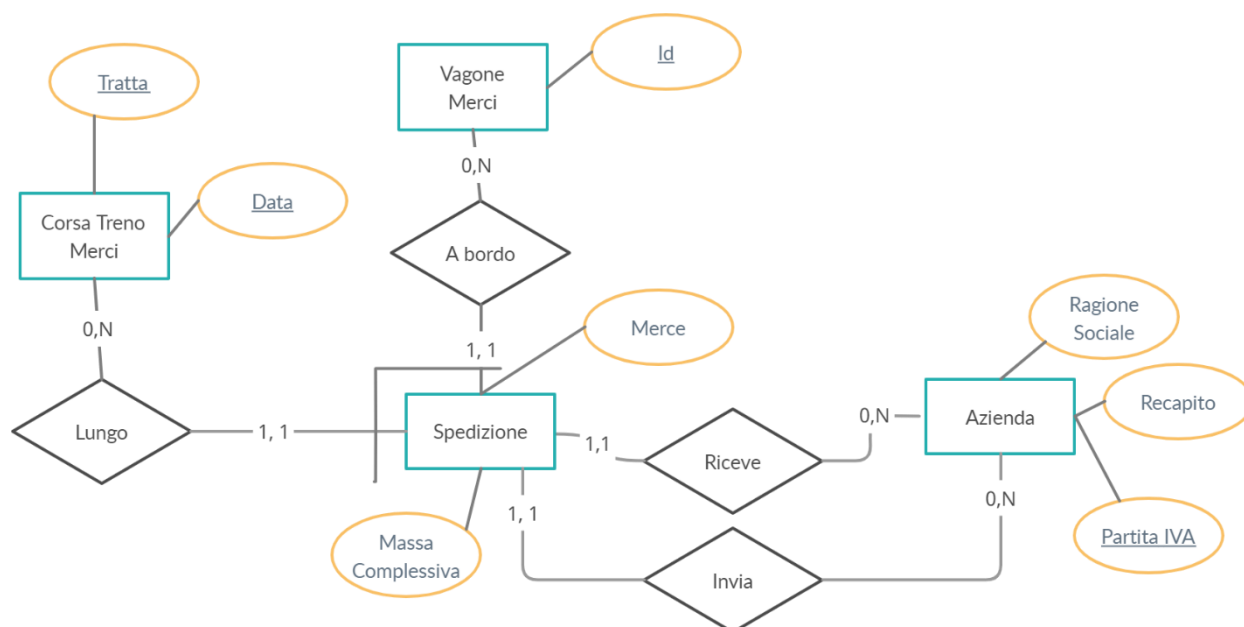 Tratta
Vagone
Merci
Id
Data
Corsa Treno
Merci
0,N
A bordo
0,N
Lungo
1, 1
1, 1
Merce
Spedizione
Massa
Complessiva
1,1
Riceve
0,N
Ragione
Sociale
Azienda
Recapito
Partita IVA
1, 1
Invia
0,N